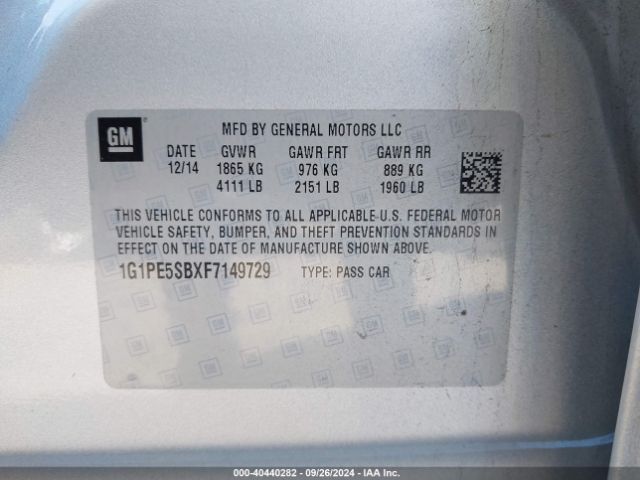 GM
MFD BY GENERAL MOTORS LLC
DATE GVWR GAWR FRT GAWR RR
12/14 1865 KG 976 KG 889 KG
4111 LB 2151 LB 1960 LB
THIS VEHICLE CONFORMS TO ALL APPLICABLE U.S. FEDERAL MOTOR
VEHICLE SAFETY, BUMPER, AND THEFT PREVENTION STANDARDS IN
EFFECT ON THE DATE OF MANUFACTURE SHOWN ABOVE.
1G1PE5SBXF7149729 TYPE: PASS CAR
000-40440282 - 09/26/2024 - IAA Inc.